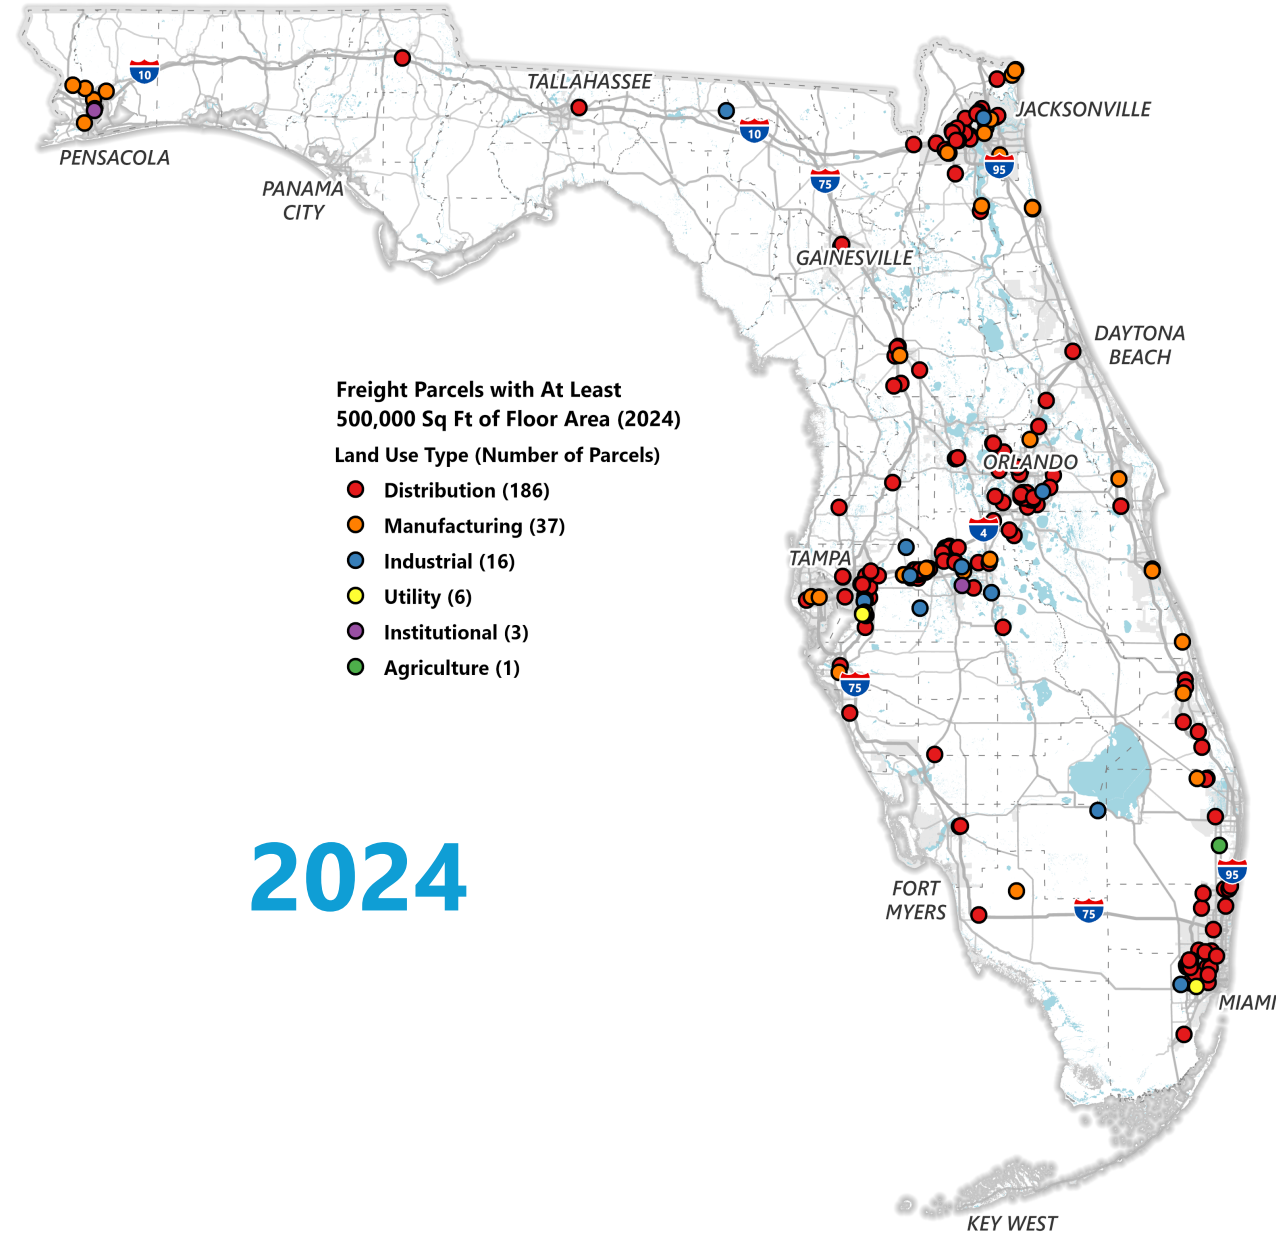 10
TALLAHASSEE
JACKSONVILLE
10
PENSACOLA
95
PANAMA
CITY
75
GAINESVILLE
DAYTONA
BEACH
Freight Parcels with At Least
500,000 Sq Ft of Floor Area (2024)
Land Use Type (Number of Parcels)
Distribution (186)
Manufacturing (37)
Industrial (16)
Utility (6)
Institutional (3)
Agriculture (1)
ORLANDO
4
TAMPA
75
2024
95
FORT
MYERS
75
MIAMI
KEY WEST